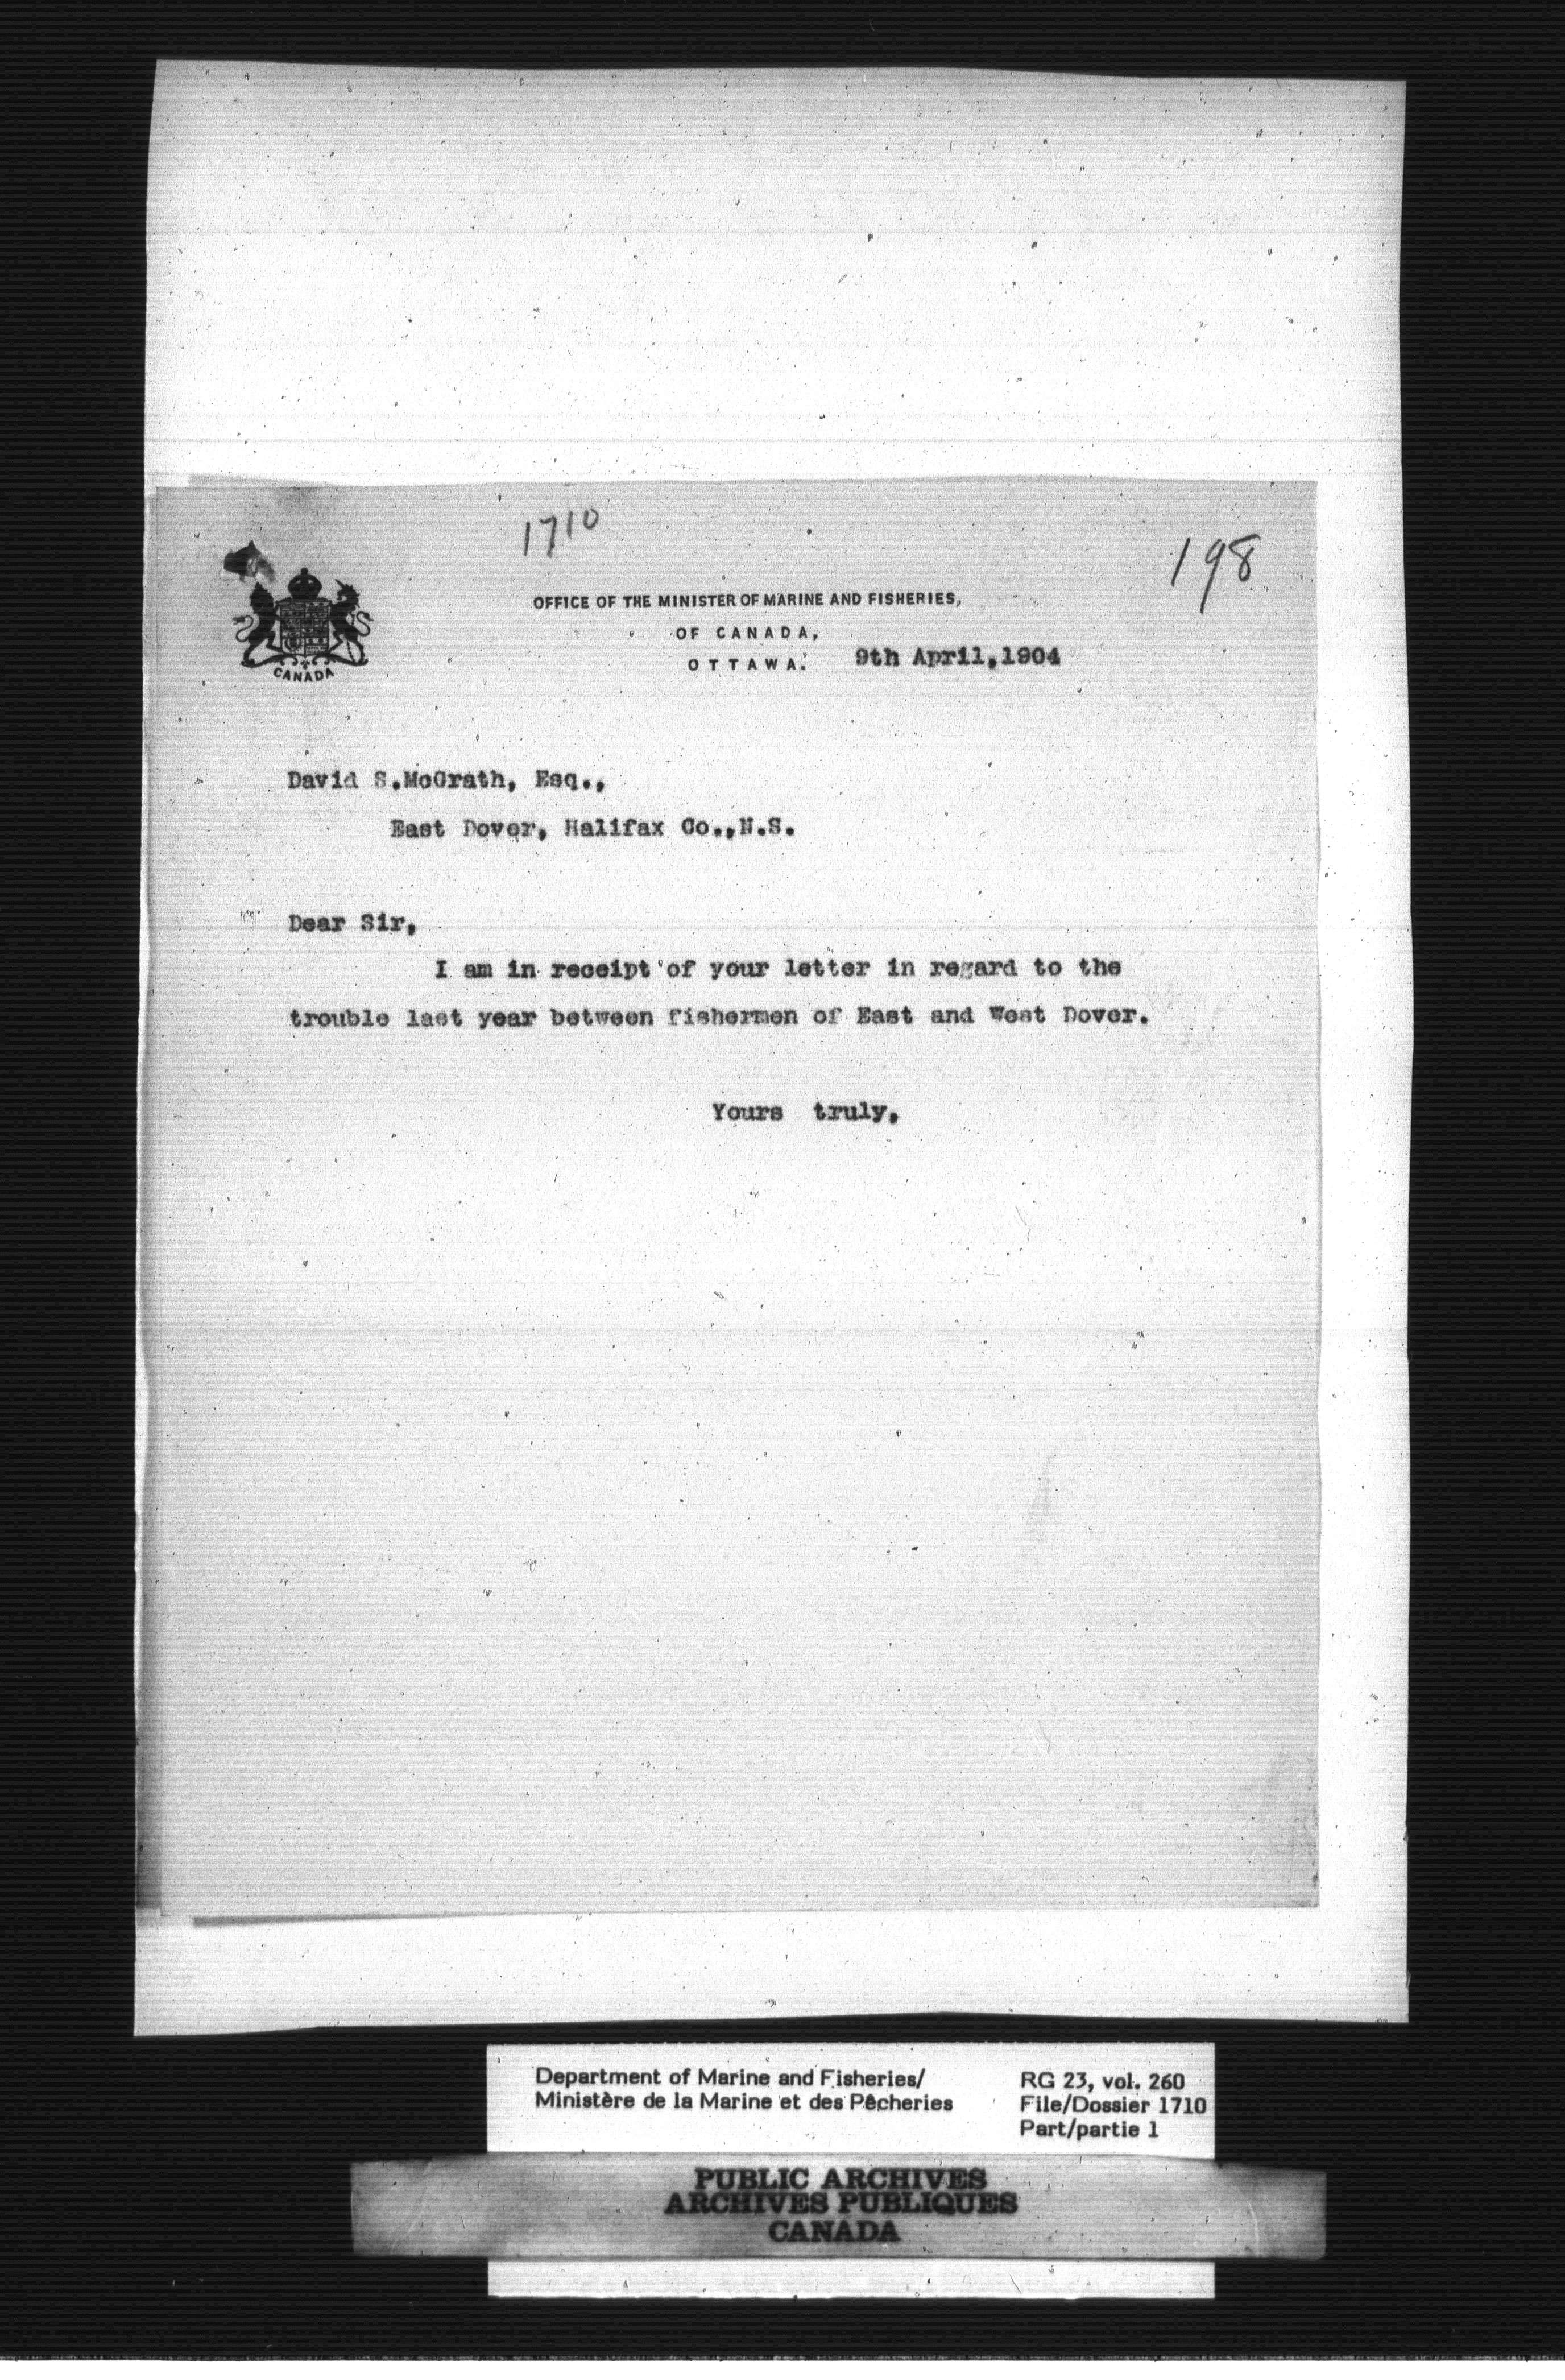 1710
198
OFFICE OF THE MINISTER OF MARINE AND FISHERIES,
OF CANADA,
OTTAWA. 9th April,1904
CANADA
David S.McGrath, Esq.,
East Dover, Halifax Co.,N.S.
Dear Sir,
I am in receipt of your letter in regard to the
trouble last year between fishermen of East and West Dover.
Yours truly,
Department of Marine and Fisheries/
Ministère de la Marine et des Pêcheries
RG 23, vol. 260
File/Dossier 1710
Part/partie 1
PUBLIC ARCHIVES
ARCHIVES PUBLIQUES
CANADA